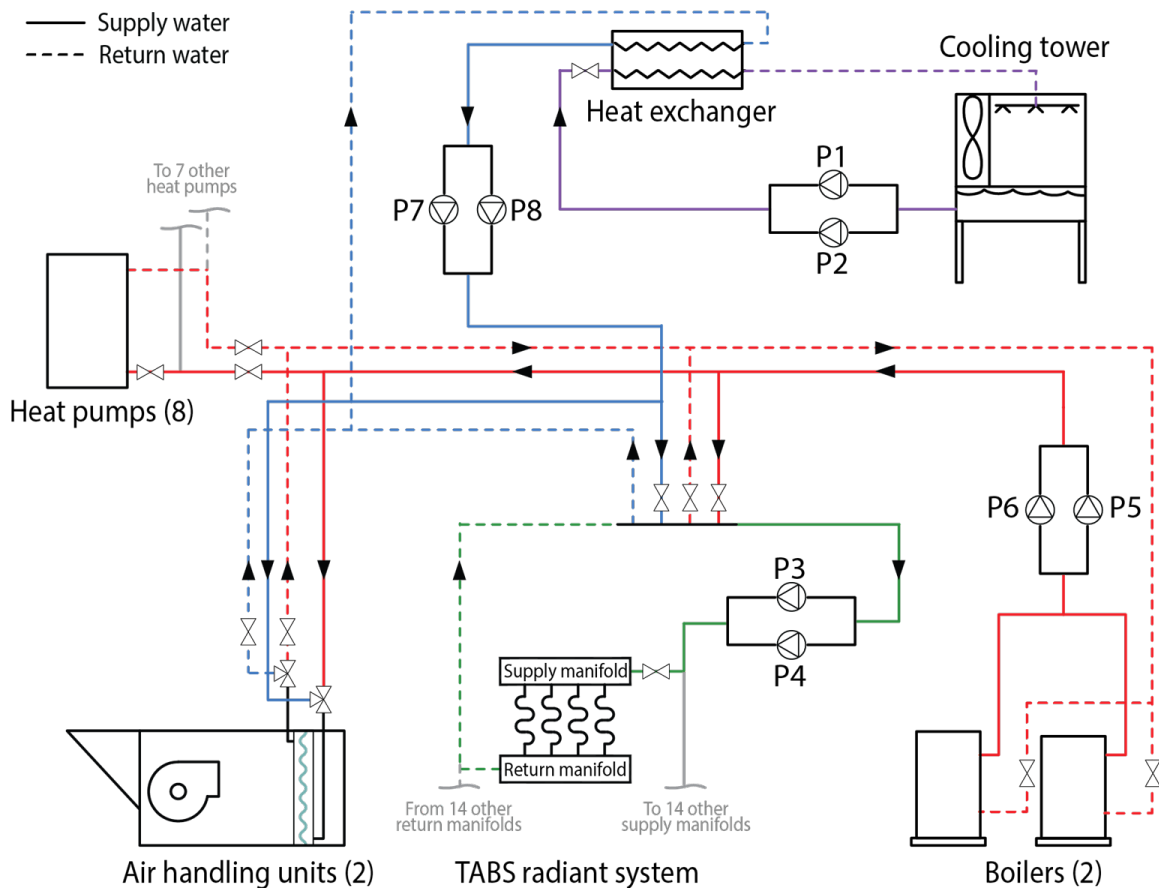 Supply water
Return water
Cooling tower
Heat exchanger
To 7 other
heat pumps
P1
P7
P8
P2
Heat pumps (8)
P6
P5
P3
P4
Supply manifold
Return manifold
From 14 other
return manifolds
To 14 other
supply manifolds
Air handling units (2)
TABS radiant system
Boilers (2)